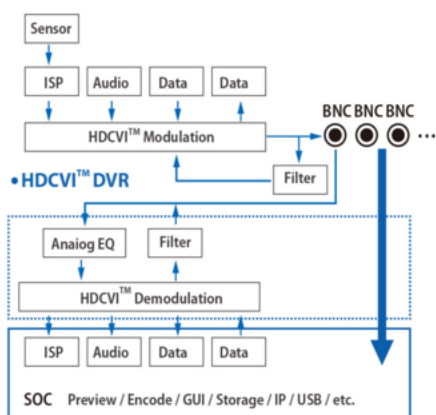 Sensor
ISP Audio Data Data
BNC BNC BNC
HDCVI™ Modulation
...
Filter
•HDCVI™ DVR
Anaiog EQ Filter
HDCVI™ Demodulation
ISP Audio Data Data
SOC Preview / Encode / GUI / Storage / IP / USB / etc.